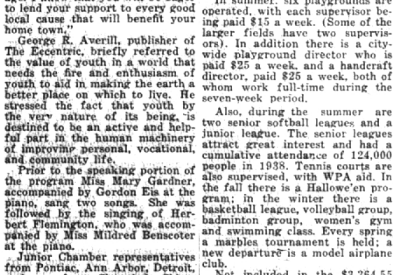 to lend your support to every good
local cause that will benefit your
home town."
George R. Averill, publisher of
The Eccentric, briefly referred to
the value of youth in a world that
needs the fire and enthusiasm of
youth to aid in making the earth a
better place on which to live. He
stressed the fact that youth by
the very nature of its being, is
destined to be an active and help-
ful part in the human machinery
of improving personal, vocational,
and community life.
Prior to the speaking portion of
the program Miss Mary Gardner,
accompanied by Gordon Eis at the
piano, sang two songs. She was
followed by the singing of Her-
bert Flemington, who was accom-
panied by Miss Mildred Benscoter
at the piano.
Junior Chamber representatives
from Pontiac, Ann Arbor, Detroit,
In summer. six playgrounds are
operated, with each supervisor be-
ing paid $15 a week. (Some of the
larger fields have two supervis-
ors). In addition there is a city-
wide playground director who is
paid $25 a week, and a handcraft
director, paid $25 a week, both of
whom work full-time during the
seven-week period.
Also, during the summer are
two senior softball leagues and a
junior league. The senior leagues
attract great interest and had a
cumulative attendance of 124,000
people in 1938. Tennis courts are
also supervised, with WPA aid. In
the fall there is a Hallowe'en pro-
gram; in the winter there is a
basketball league, volleyball group,
badminton group, women's gym
and swimming class. Every spring
a marbles tournament is held; a
new departure is a model airplane
club.
Not included in the $3,264.55